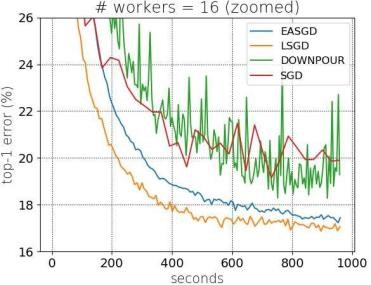 # workers = 16 (zoomed)
26
24
22
20
18
16
top-1 error (%)
EASGD
LSGD
DOWNPOUR
SGD
0 200 400 600 800 1000
seconds